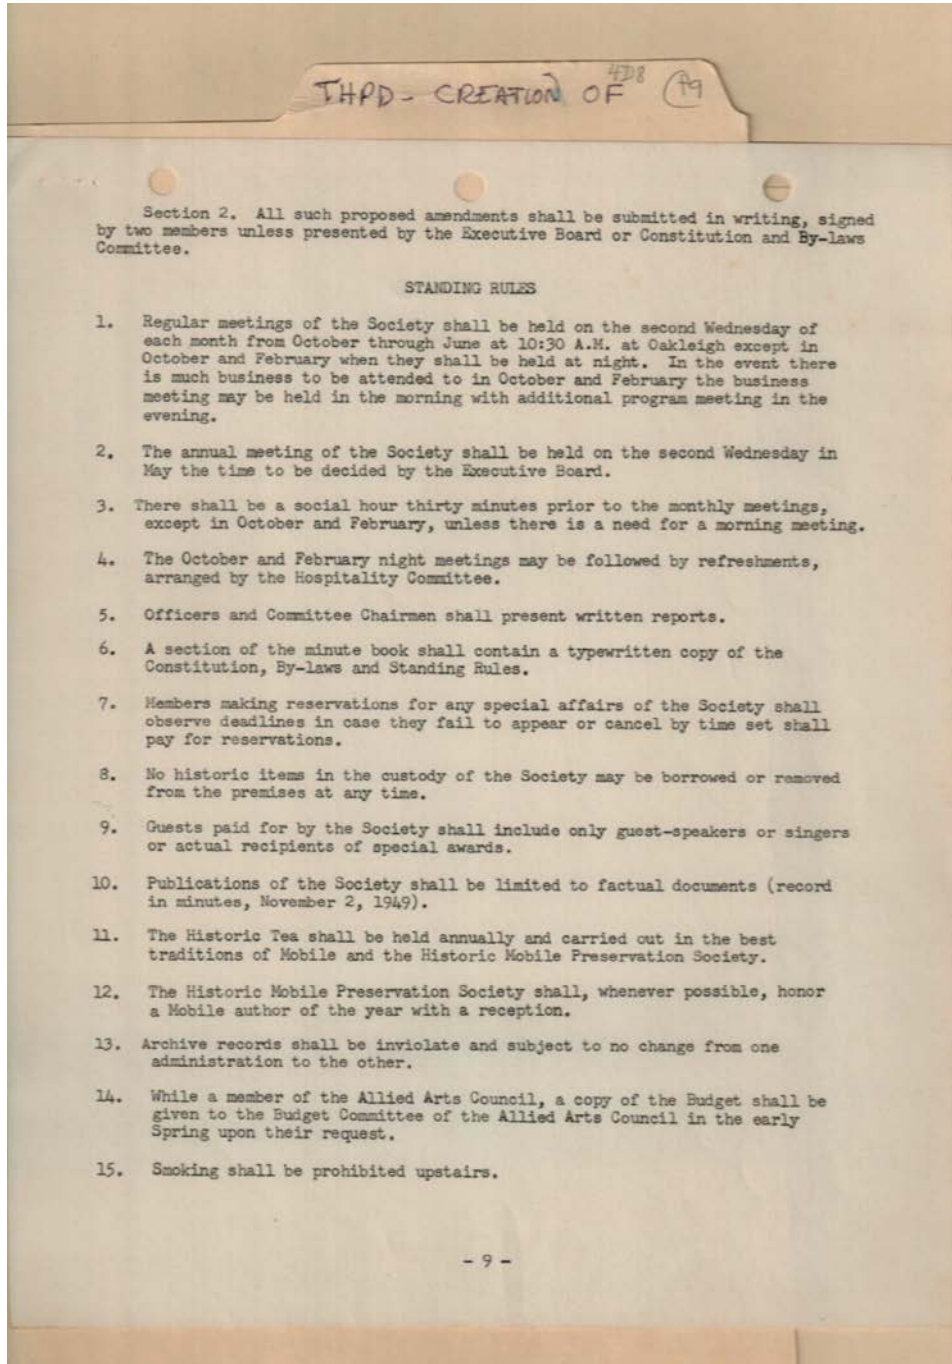 THPD - CREATION OF 4D8 pg
Section 2. All such proposed amendments shall be submitted in writing, signed
by two members unless presented by the Executive Board or Constitution and By-laws
Committee.
STANDING RULES
1. Regular meetings of the Society shall be held on the second Wednesday of
each month from October through June at 10:30 A.M. at Oakleigh except in
October and February when they shall be held at night. In the event there
is much business to be attended to in October and February the business
meeting may be held in the morning with additional program meeting in the
evening.
2. The annual meeting of the Society shall be held on the second Wednesday in
May the time to be decided by the Executive Board.
3. There shall be a social hour thirty minutes prior to the monthly meetings,
except in October and February, unless there is a need for a morning meeting.
4. The October and February night meetings may be followed by refreshments,
arranged by the Hospitality Committee.
5. Officers and Committee Chairmen shall present written reports.
6. A section of the minute book shall contain a typewritten copy of the
Constitution, By-laws and Standing Rules.
7. Members making reservations for any special affairs of the Society shall
observe deadlines in case they fail to appear or cancel by time set shall
pay for reservations.
8. No historic items in the custody of the Society may be borrowed or removed
from the premises at any time.
9. Guests paid for by the Society shall include only guest-speakers or singers
or actual recipients of special awards.
10. Publications of the Society shall be limited to factual documents (record
in minutes, November 2, 1949).
11. The Historic Tea shall be held annually and carried out in the best
traditions of Mobile and the Historic Mobile Preservation Society.
12. The Historic Mobile Preservation Society shall, whenever possible, honor
a Mobile author of the year with a reception.
13. Archive records shall be inviolate and subject to no change from one
administration to the other.
14. While a member of the Allied Arts Council, a copy of the Budget shall be
given to the Budget Committee of the Allied Arts Council in the early
Spring upon their request.
15. Smoking shall be prohibited upstairs.
- 9 -